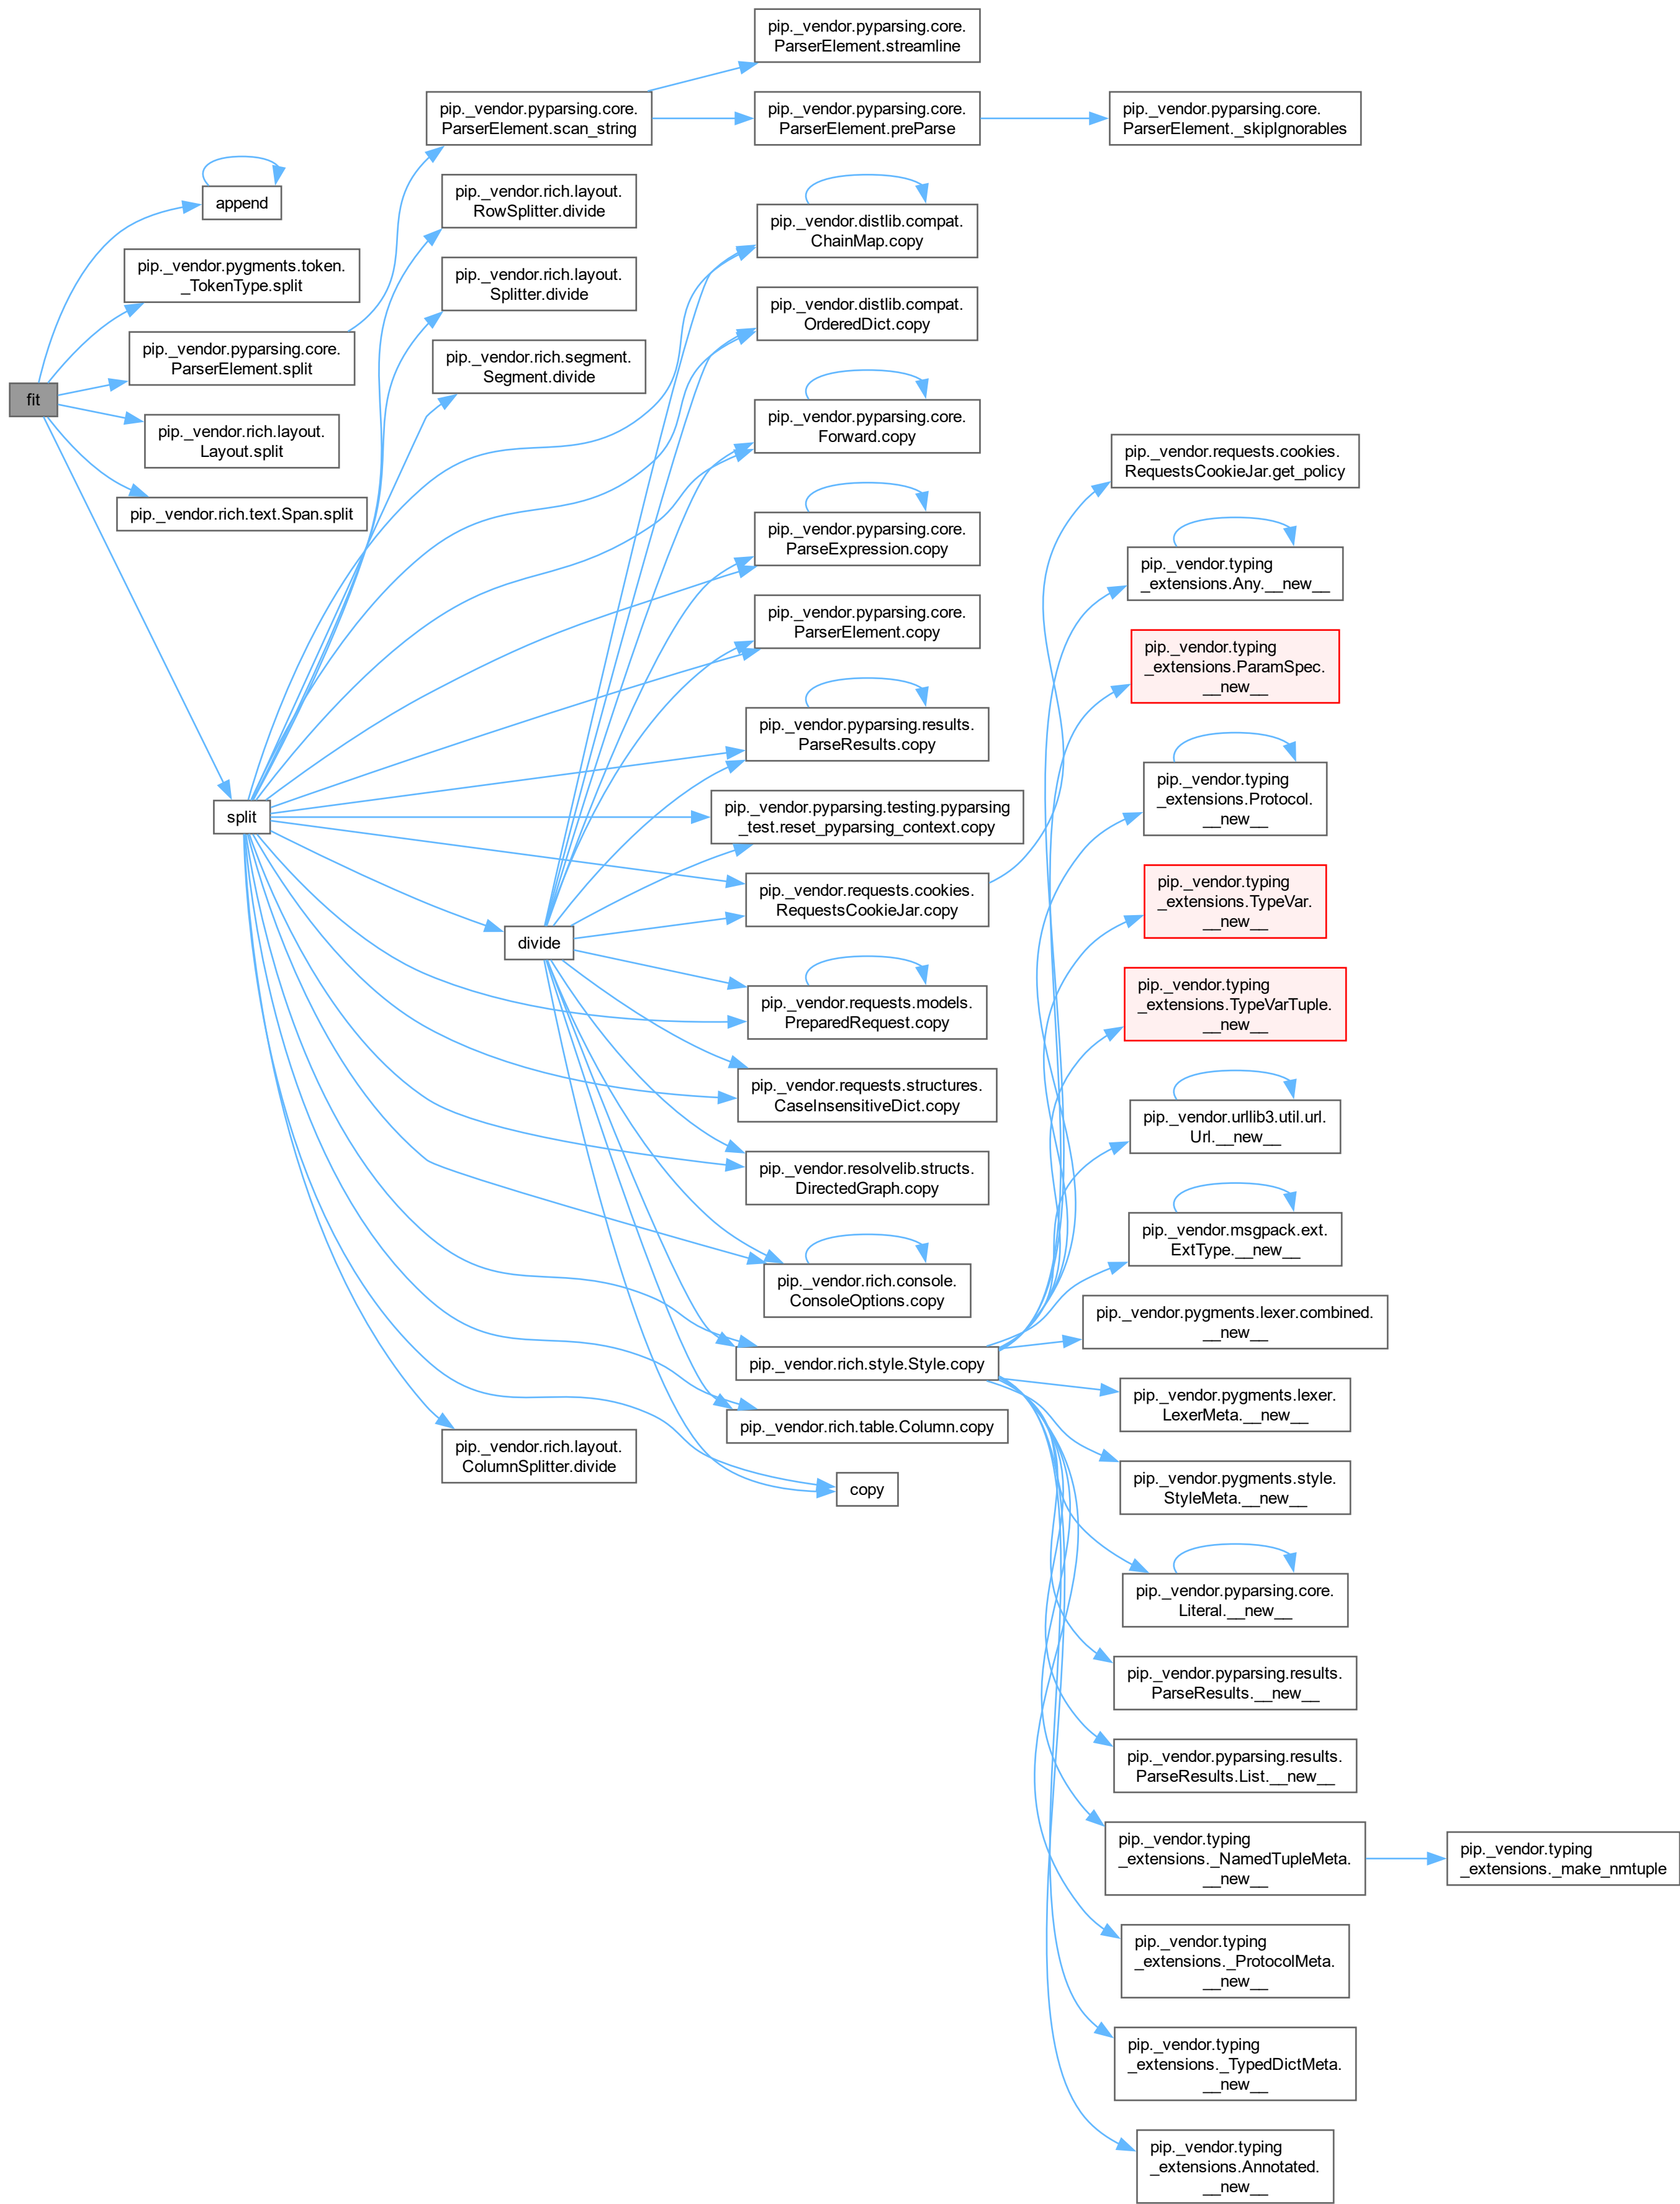 fit
append
pip._vendor.pygments.token.
_TokenType.split
pip._vendor.pyparsing.core.
ParserElement.split
pip._vendor.rich.layout.
Layout.split
pip._vendor.rich.text.Span.split
split
pip._vendor.pyparsing.core.
ParserElement.scan_string
pip._vendor.rich.layout.
RowSplitter.divide
pip._vendor.rich.layout.
Splitter.divide
pip._vendor.rich.segment.
Segment.divide
divide
pip._vendor.rich.layout.
ColumnSplitter.divide
pip._vendor.pyparsing.core.
ParserElement.streamline
pip._vendor.pyparsing.core.
ParserElement.preParse
pip._vendor.distlib.compat.
ChainMap.copy
pip._vendor.distlib.compat.
OrderedDict.copy
pip._vendor.pyparsing.core.
Forward.copy
pip._vendor.pyparsing.core.
ParseExpression.copy
pip._vendor.pyparsing.core.
ParserElement.copy
pip._vendor.pyparsing.results.
ParseResults.copy
pip._vendor.pyparsing.testing.pyparsing
_test.reset_pyparsing_context.copy
pip._vendor.requests.cookies.
RequestsCookieJar.copy
pip._vendor.requests.models.
PreparedRequest.copy
pip._vendor.requests.structures.
CaseInsensitiveDict.copy
pip._vendor.resolvelib.structs.
DirectedGraph.copy
pip._vendor.rich.console.
ConsoleOptions.copy
pip._vendor.rich.style.Style.copy
pip._vendor.rich.table.Column.copy
copy
pip._vendor.pyparsing.core.
ParserElement._skipIgnorables
pip._vendor.requests.cookies.
RequestsCookieJar.get_policy
pip._vendor.typing
_extensions.Any.__new__
pip._vendor.typing
_extensions.ParamSpec.
__new__
pip._vendor.typing
_extensions.Protocol.
__new__
pip._vendor.typing
_extensions.TypeVar.
__new__
pip._vendor.typing
_extensions.TypeVarTuple.
__new__
pip._vendor.urllib3.util.url.
Url.__new__
pip._vendor.msgpack.ext.
ExtType.__new__
pip._vendor.pygments.lexer.combined.
__new__
pip._vendor.pygments.lexer.
LexerMeta.__new__
pip._vendor.pygments.style.
StyleMeta.__new__
pip._vendor.pyparsing.core.
Literal.__new__
pip._vendor.pyparsing.results.
ParseResults.__new__
pip._vendor.pyparsing.results.
ParseResults.List.__new__
pip._vendor.typing
_extensions._NamedTupleMeta.
__new__
pip._vendor.typing
_extensions._ProtocolMeta.
__new__
pip._vendor.typing
_extensions._TypedDictMeta.
__new__
pip._vendor.typing
_extensions.Annotated.
__new__
pip._vendor.typing
_extensions._make_nmtuple